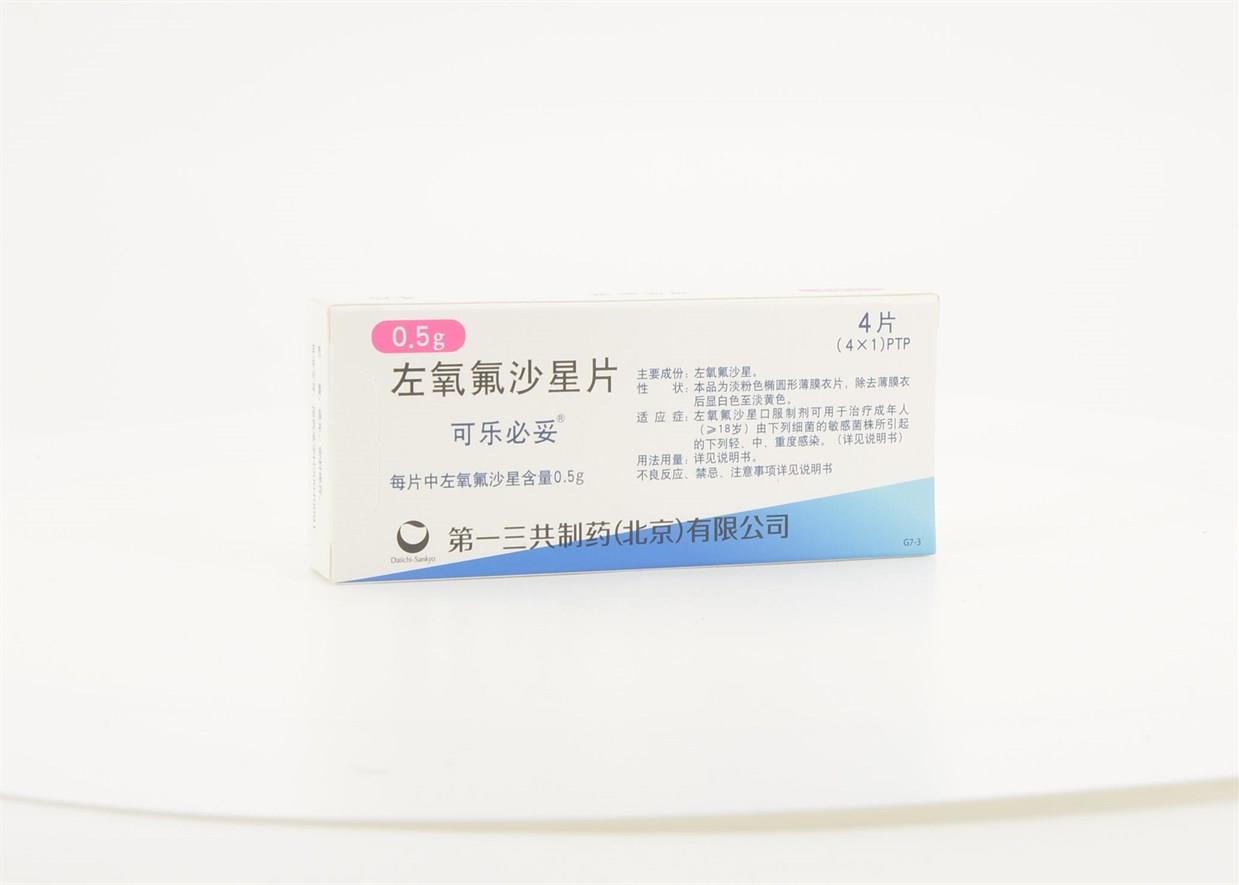 0.5g
左氧氟沙星片
可乐必妥®
每片中左氧氟沙星含量0.5g
4片
(4×1)PTP
主要成份：左氧氟沙星。
性 状：本品为淡粉色椭圆形薄膜衣片，除去薄膜衣
后显白色至淡黄色。
适 应 症：左氧氟沙星口服制剂可用于治疗成年人
（≥18岁）由下列细菌的敏感菌株所引起
的下列轻、中、重度感染。（详见说明书）
用法用量：详见说明书。
不良反应、禁忌、注意事项详见说明书
Daiichi-Sankyo
第一三共制药(北京)有限公司
G7-3